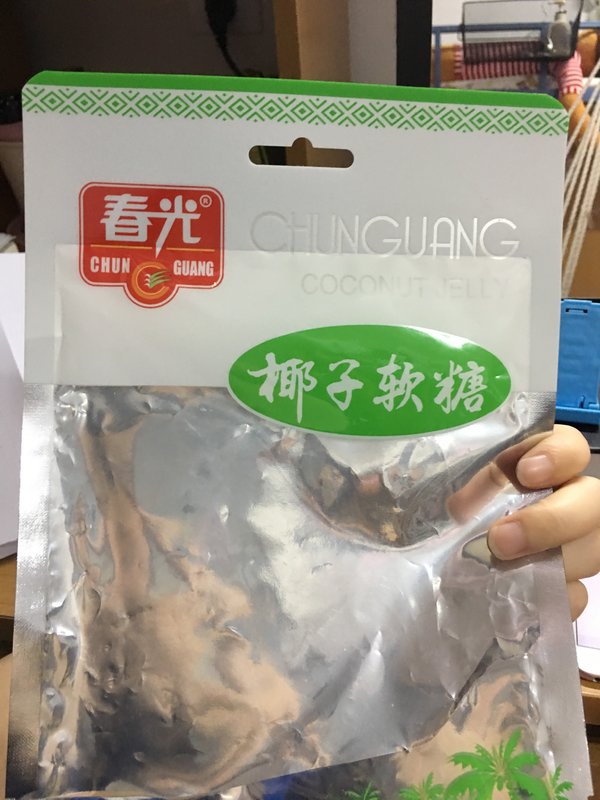 春光®
CHUN GUANG
CHUNGUANG
COCONUT JELLY
椰子软糖